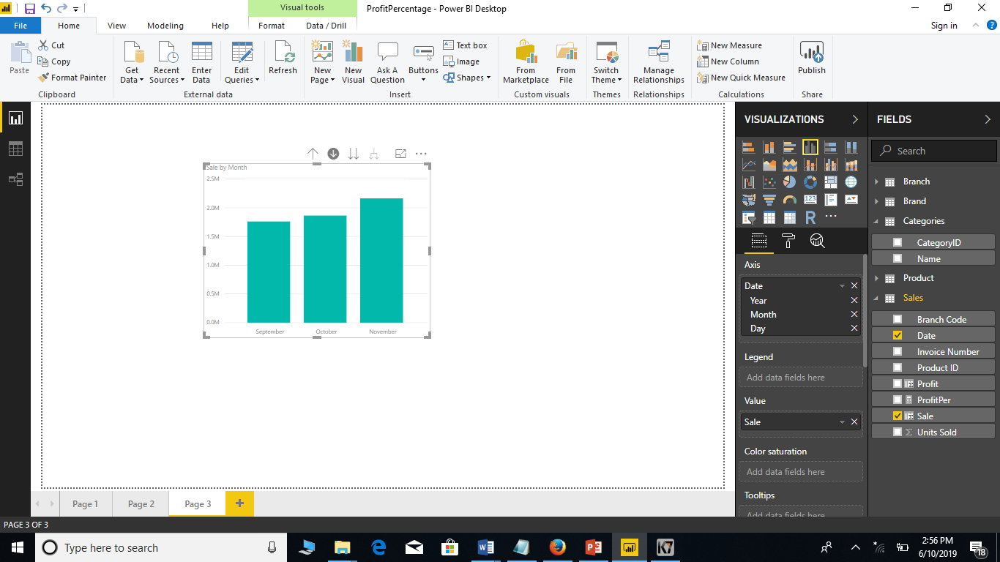 Visual tools
ProfitPercentage - Power BI Desktop
File Home View Modeling Help Format Data / Drill Sign in
Paste
Cut
Copy
Format Painter
Clipboard
Get Data
Recent Sources
Enter Data
Edit Queries
Refresh
External data
New Page
New Visual
Ask A Question
Buttons
Text box
Image
Shapes
Insert
From Marketplace
From File
Custom visuals
Switch Theme
Themes
Manage Relationships
Relationships
New Measure
New Column
New Quick Measure
Calculations
Publish
Share
Sale by Month
2.5M
2.0M
1.5M
1.0M
0.5M
0.0M
September October November
VISUALIZATIONS
123
R
Axis
Date
Year
Month
Day
Legend
Add data fields here
Value
Sale
Color saturation
Add data fields here
Tooltips
Add data fields here
FIELDS
Search
Branch
Brand
Categories
CategoryID
Name
Product
Sales
Branch Code
Date
Invoice Number
Product ID
Profit
ProfitPer
Sale
Units Sold
Page 1 Page 2 Page 3 +
PAGE 3 OF 3
Type here to search
2:56 PM
6/10/2019
18